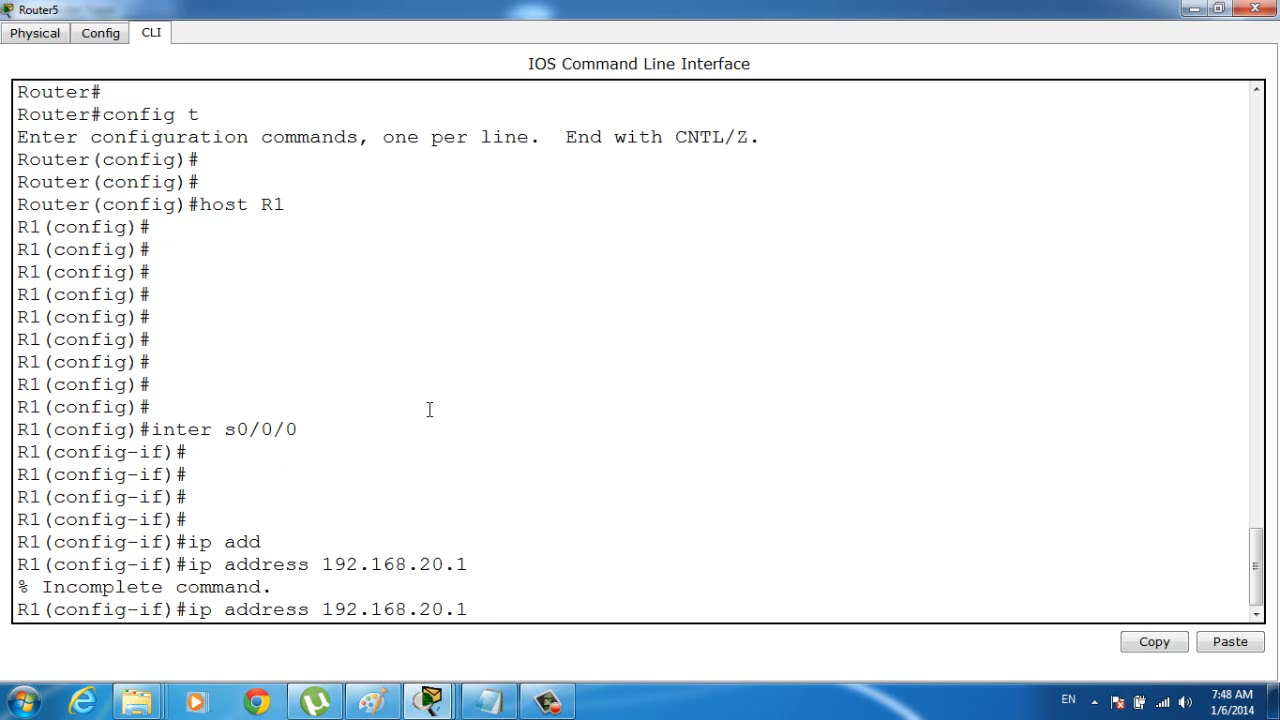 Router5
Physical Config CLI
IOS Command Line Interface
Router#
Router#config t
Enter configuration commands, one per line.  End with CNTL/Z.
Router(config)#
Router(config)#
Router(config)#host R1
R1(config)#
R1(config)#
R1(config)#
R1(config)#
R1(config)#
R1(config)#
R1(config)#
R1(config)#
R1(config)#
R1(config)#inter s0/0/0
R1(config-if)#
R1(config-if)#
R1(config-if)#
R1(config-if)#
R1(config-if)#ip add
R1(config-if)#ip address 192.168.20.1
% Incomplete command.
R1(config-if)#ip address 192.168.20.1
Copy Paste
EN
7:48 AM
1/6/2014